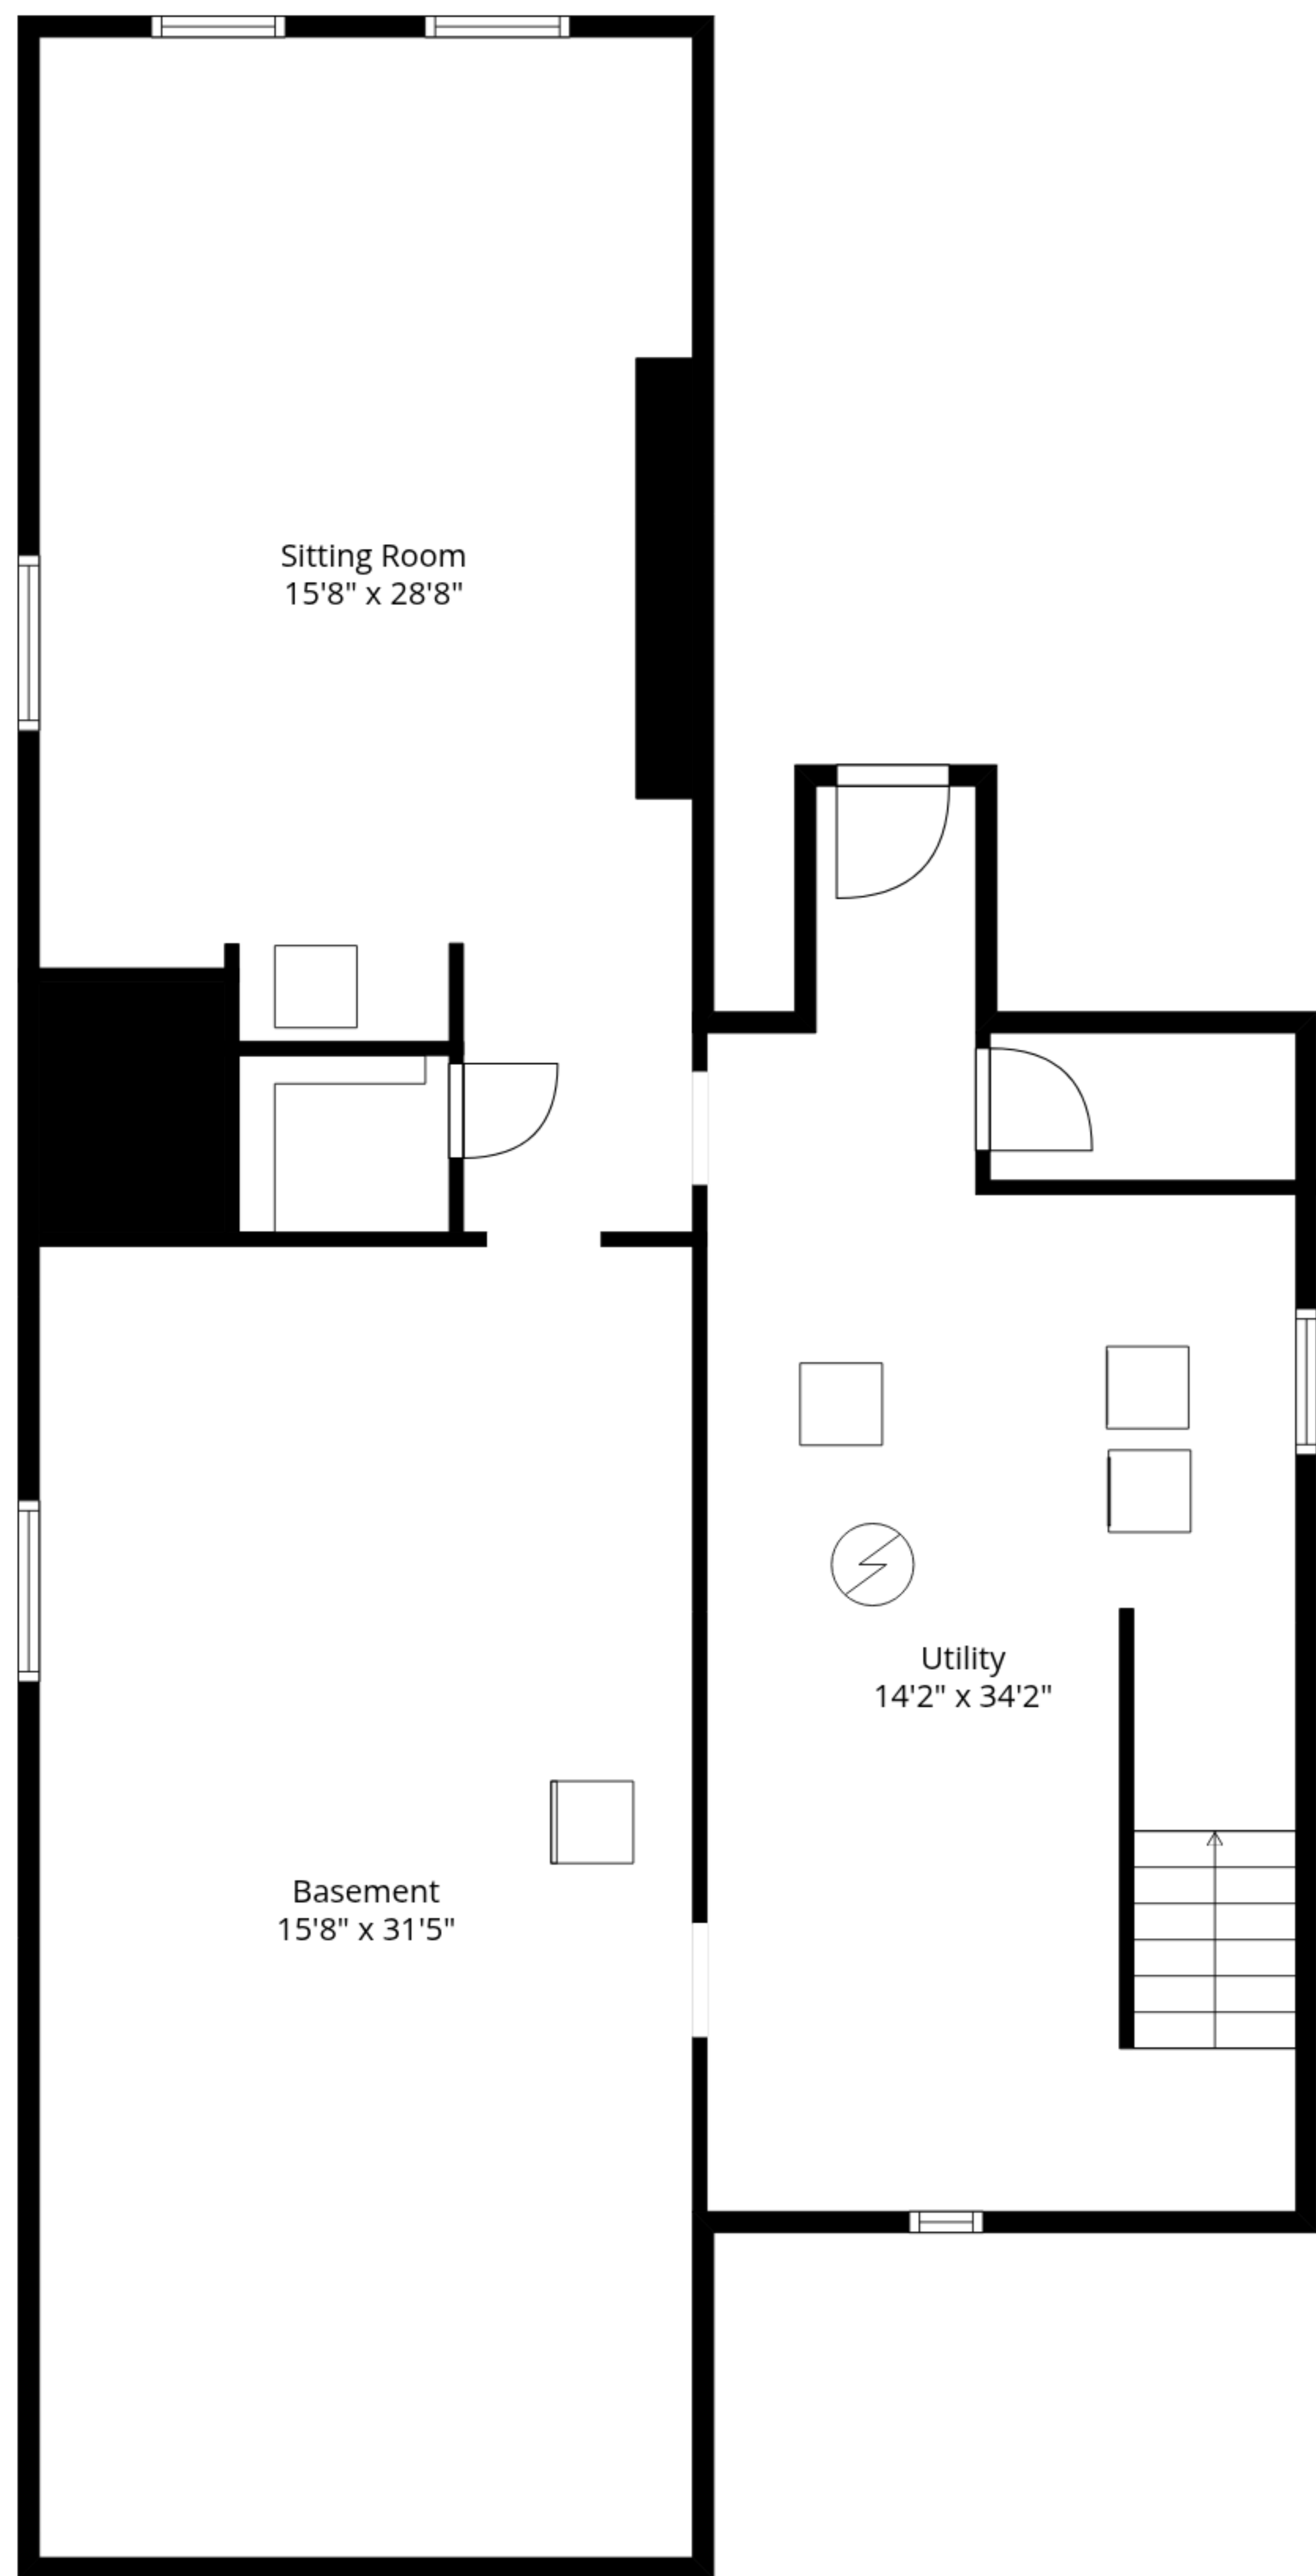 Sitting Room
15'8" x 28'8"
Utility
14'2" x 34'2"
Basement
15'8" x 31'5"